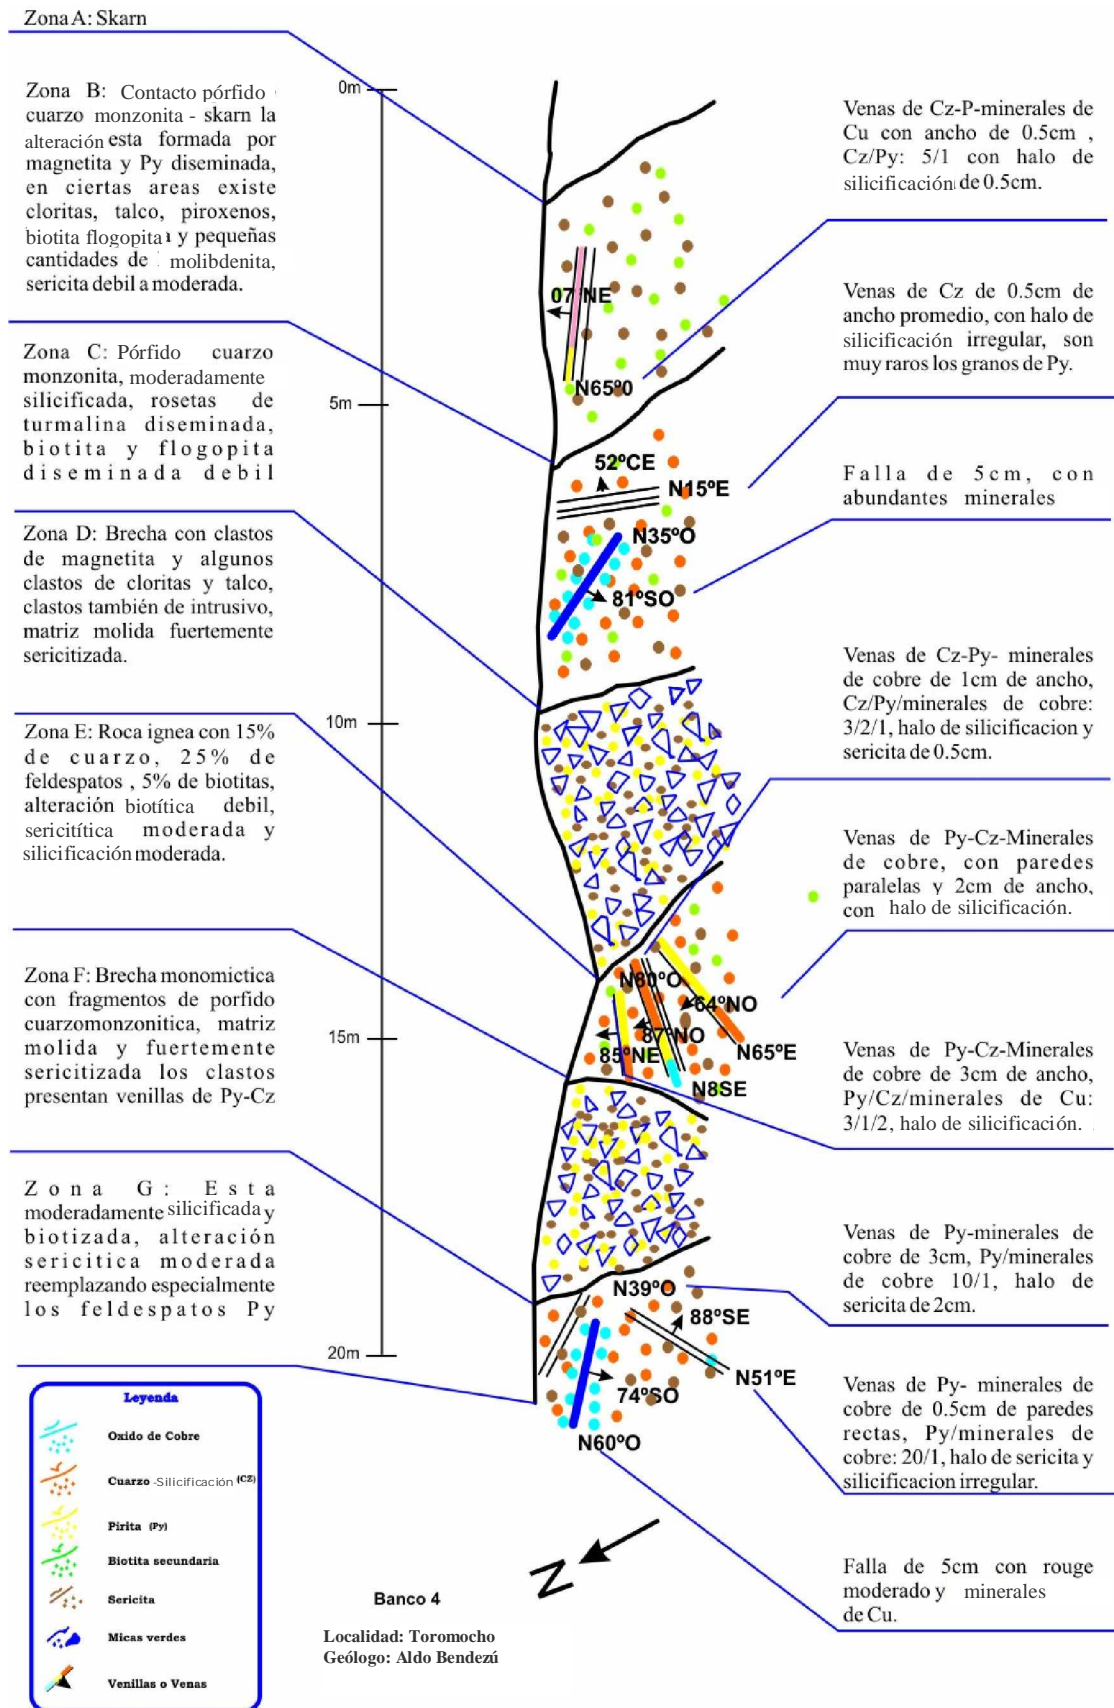 Zona A: Skarn
Zona B: Contacto pórfido
cuarzo monzonita - skarn la
alteración esta formada por
magnetita y Py diseminada,
en ciertas areas existe
cloritas, talco, piroxenos,
biotita flogopita y pequeñas
cantidades de molibdenita,
sericita debil a moderada.
Zona C: Pórfido cuarzo
monzonita, moderadamente
silicificada, rosetas de
turmalina diseminada,
biotita y flogopita
diseminada debil
Zona D: Brecha con clastos
de magnetita y algunos
clastos de cloritas y talco,
clastos también de intrusivo,
matriz molida fuertemente
sericitizada.
Zona E: Roca ignea con 15%
de cuarzo, 25% de
feldespatos , 5% de biotitas,
alteración biotítica debil,
sericitítica moderada y
silicificación moderada.
Zona F: Brecha monomictica
con fragmentos de porfido
cuarzomonzonitica, matriz
molida y fuertemente
sericitizada los clastos
presentan venillas de Py-Cz
Zona G: Esta
moderadamente silicificada y
biotizada, alteración
sericitica moderada
reemplazando especialmente
los feldespatos Py
Leyenda
Oxido de Cobre
Cuarzo -Silicificación (CZ)
Pirita (Py)
Biotita secundaria
Sericita
Micas verdes
Venillas o Venas
0m
5m
10m
15m
20m
07ºNE
N65º0
52ºCE
N15ºE
N35ºO
81ºSO
N80ºO
64ºNO
87ºNO
85ºNE
N65ºE
N8SE
N39ºO
88ºSE
N51ºE
74ºSO
N60ºO
N
Banco 4
Localidad: Toromocho
Geólogo: Aldo Bendezú
Venas de Cz-P-minerales de
Cu con ancho de 0.5cm ,
Cz/Py: 5/1 con halo de
silicificación de 0.5cm.
Venas de Cz de 0.5cm de
ancho promedio, con halo de
silicificación irregular, son
muy raros los granos de Py.
Falla de 5cm, con
abundantes minerales
Venas de Cz-Py- minerales
de cobre de 1cm de ancho,
Cz/Py/minerales de cobre:
3/2/1, halo de silicificacion y
sericita de 0.5cm.
Venas de Py-Cz-Minerales
de cobre, con paredes
paralelas y 2cm de ancho,
con halo de silicificación.
Venas de Py-Cz-Minerales
de cobre de 3cm de ancho,
Py/Cz/minerales de Cu:
3/1/2, halo de silicificación.
Venas de Py-minerales de
cobre de 3cm, Py/minerales
de cobre 10/1, halo de
sericita de 2cm.
Venas de Py- minerales de
cobre de 0.5cm de paredes
rectas, Py/minerales de
cobre: 20/1, halo de sericita y
silicificacion irregular.
Falla de 5cm con rouge
moderado y minerales
de Cu.